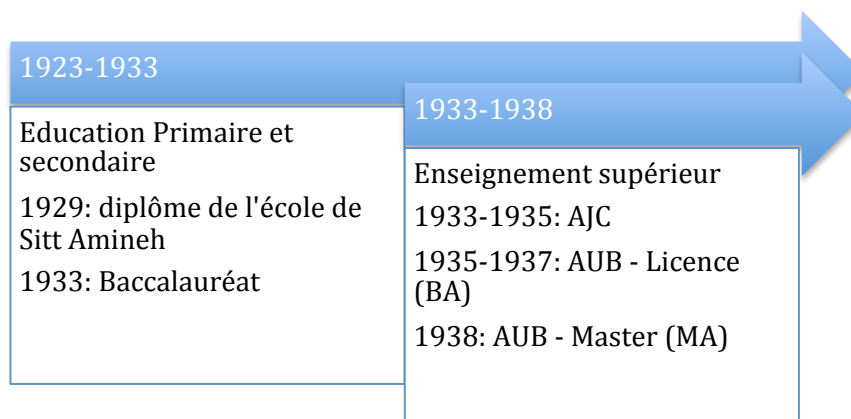 1923-1933
Education Primaire et
secondaire
1929: diplôme de l'école de
Sitt Amineh
1933: Baccalauréat
1933-1938
Enseignement supérieur
1933-1935: AJC
1935-1937: AUB - Licence
(BA)
1938: AUB - Master (MA)